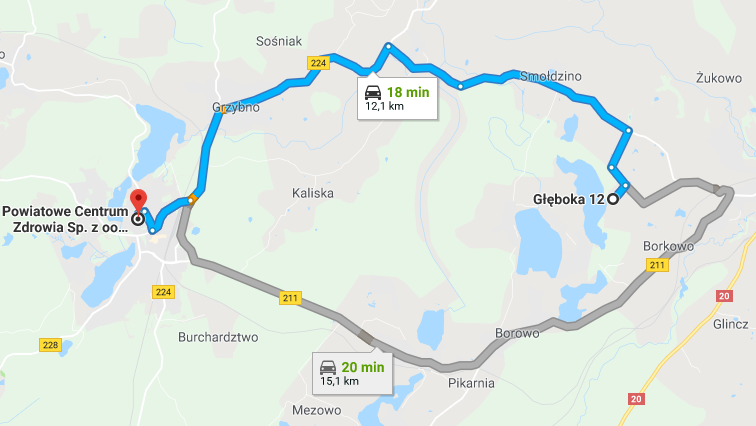 Sośniak
224
Smołdzino
Żukowo
18 min
12,1 km
Grzybno
Kaliska
Powiatowe Centrum
Zdrowia Sp. z oo...
Głęboka 12
Borkowo
211
224
211
20
Glincz
228
Burchardztwo
Borowo
20 min
15,1 km
Pikarnia
Mezowo
20